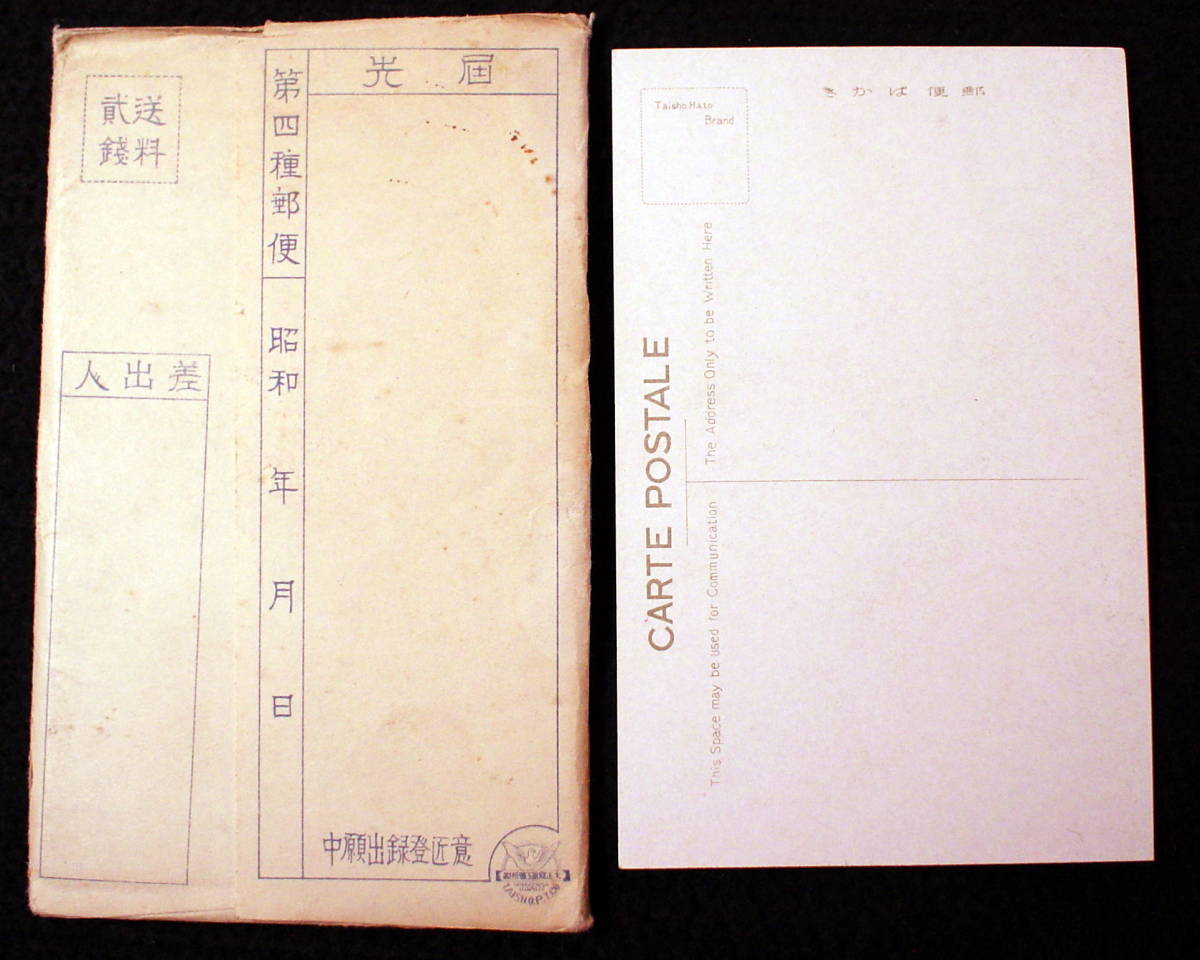 送料
貳錢
差出人
第四種郵便
昭和 年 月 日
届先
意匠登録出願中
郵便はかき
Taisho Hato
Brand
CARTE POSTALE
This Space may be used for Communication
The Address Only to be Written Here